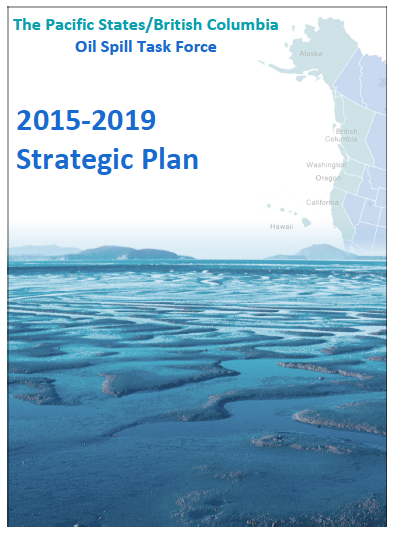 The Pacific States/British Columbia
Oil Spill Task Force
2015-2019
Strategic Plan
Alaska
British
Columbia
Washington
Oregon
California
Hawaii